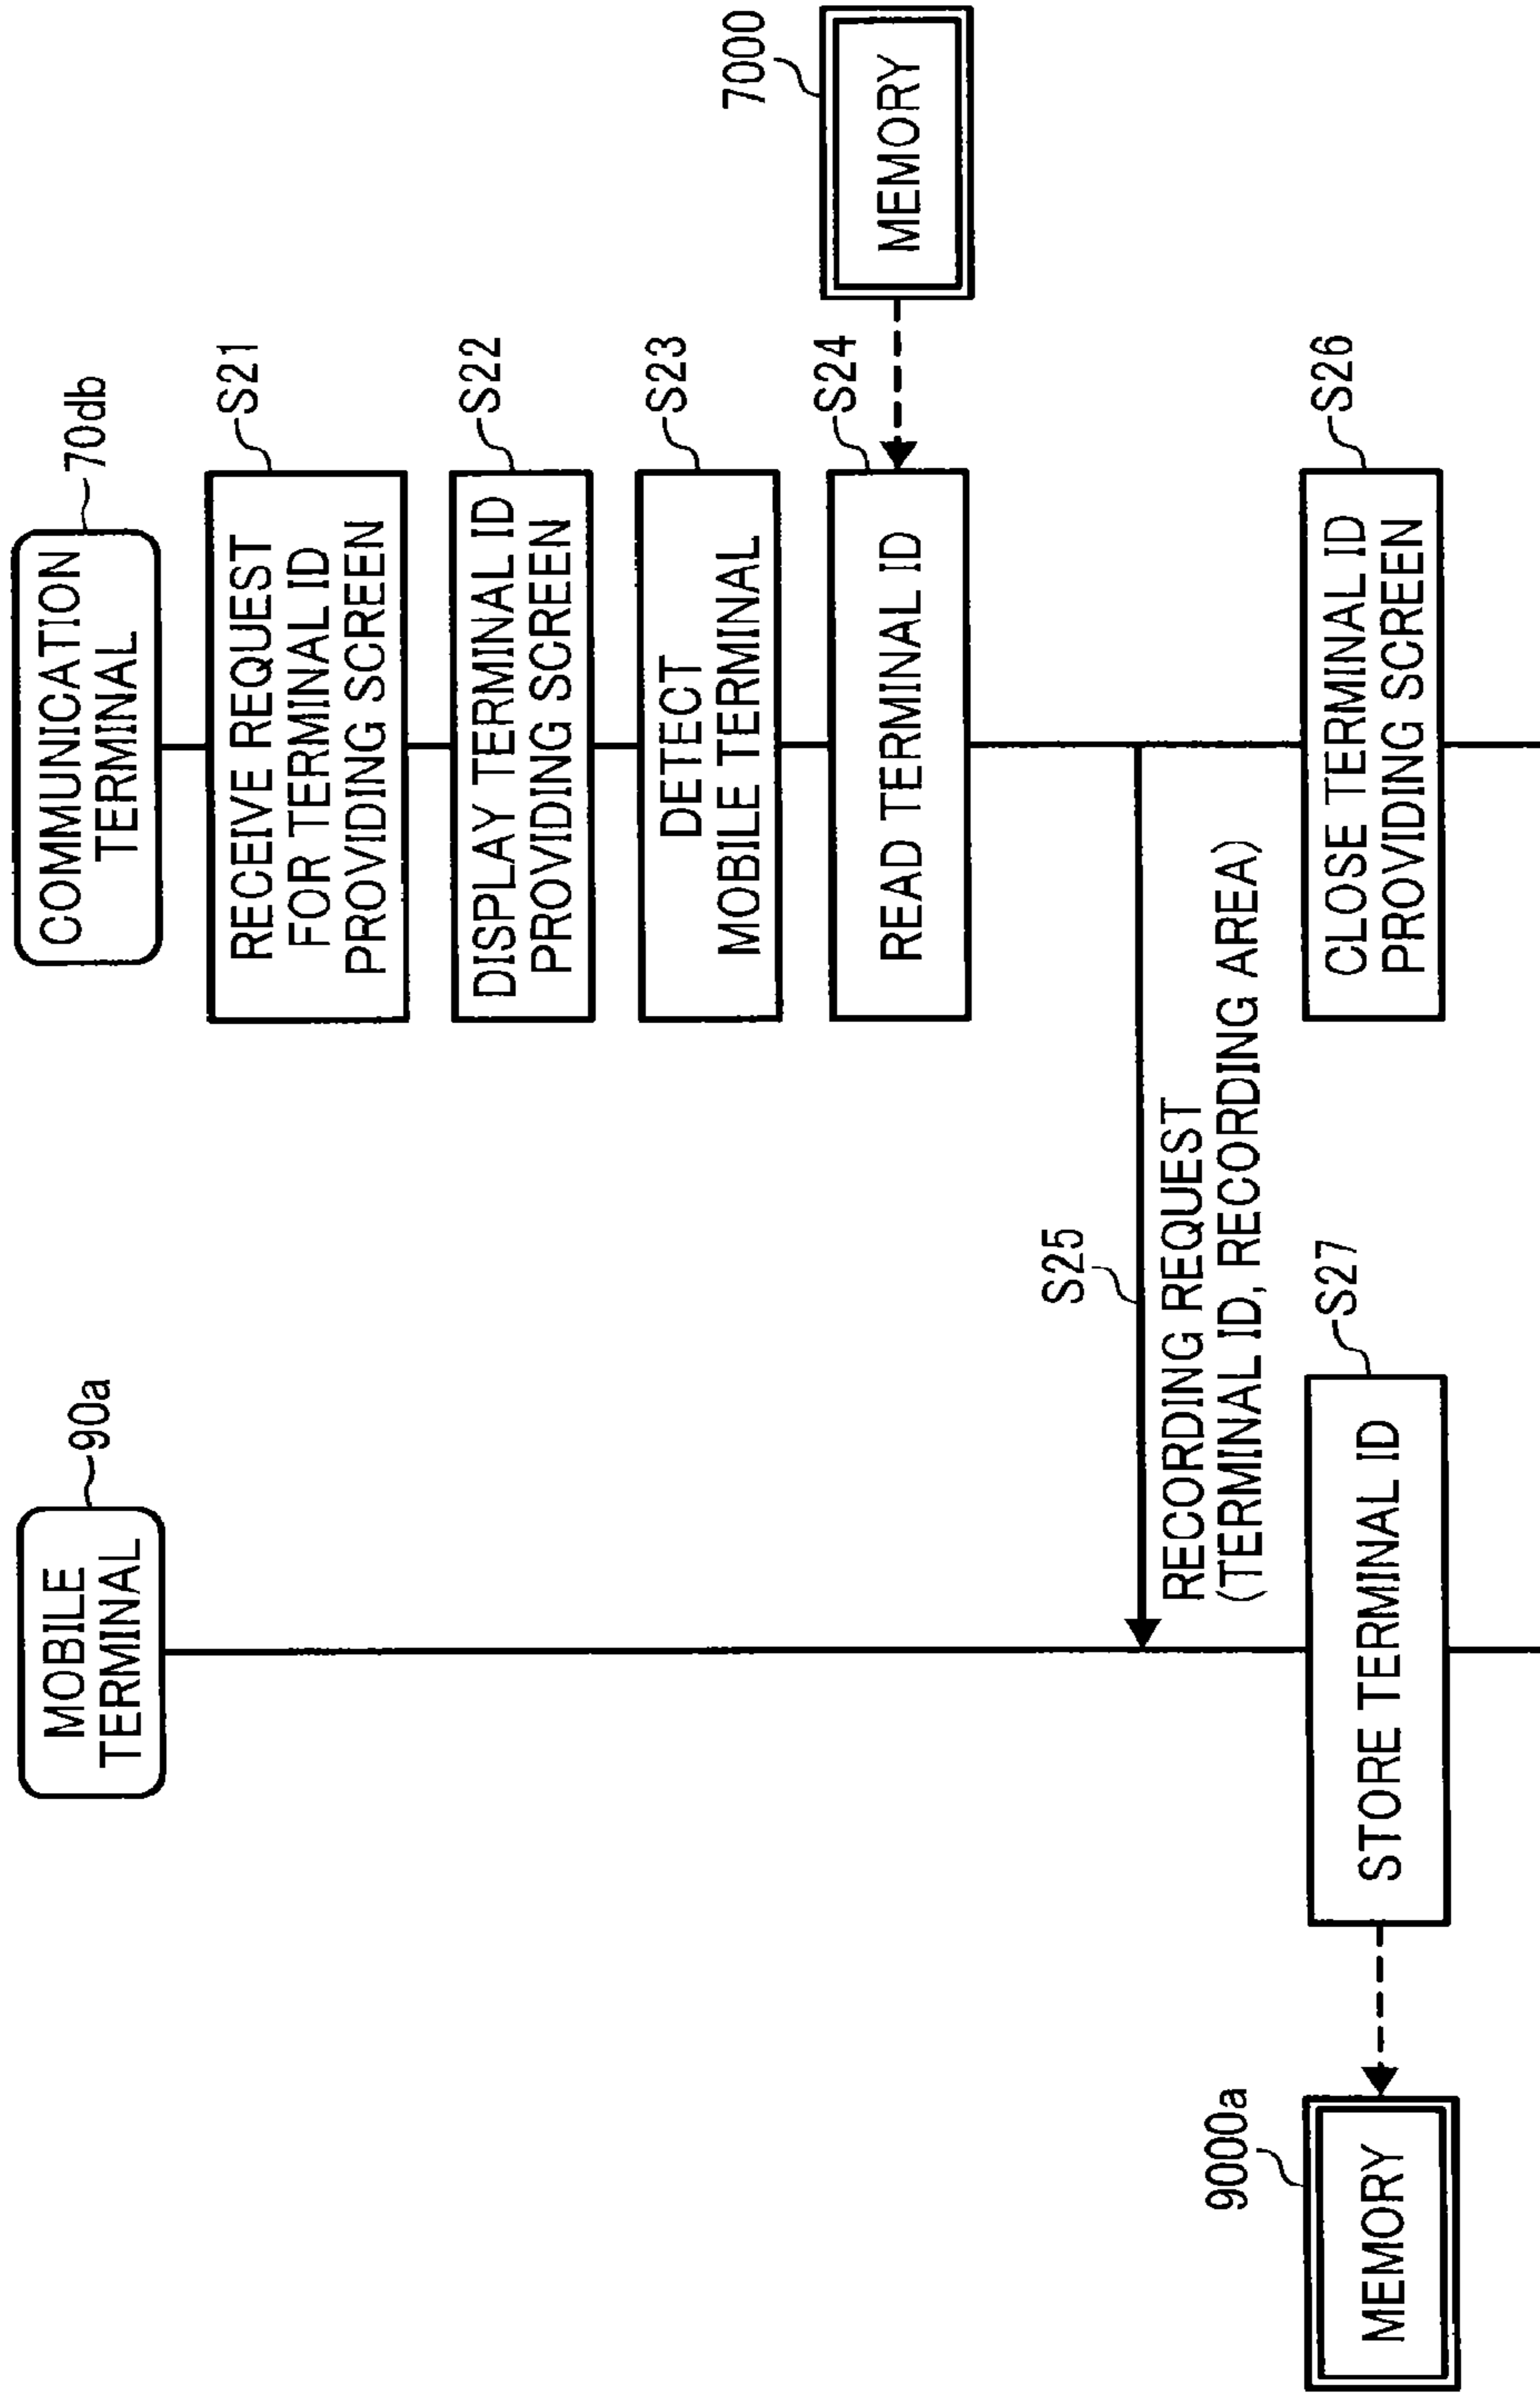 MOBILE
TERMINAL
90a
COMMUNICATION
TERMINAL
70db
RECEIVE REQUEST
FOR TERMINAL ID
PROVIDING SCREEN
S21
DISPLAY TERMINAL ID
PROVIDING SCREEN
S22
DETECT
MOBILE TERMINAL
S23
READ TERMINAL ID
S24
7000
MEMORY
S25
RECORDING REQUEST
(TERMINAL ID, RECORDING AREA)
CLOSE TERMINAL ID
PROVIDING SCREEN
S26
9000a
MEMORY
STORE TERMINAL ID
S27